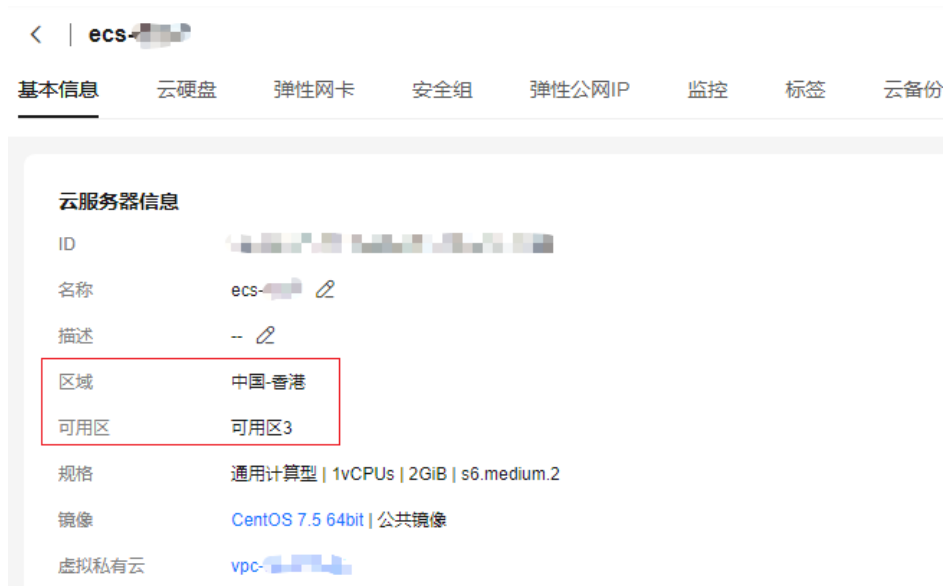 ecs-
基本信息 云硬盘 弹性网卡 安全组 弹性公网IP 监控 标签 云备份
云服务器信息
ID
名称 ecs-
描述 --
区域 中国-香港
可用区 可用区3
规格 通用计算型 | 1vCPUs | 2GiB | s6.medium.2
镜像 CentOS 7.5 64bit | 公共镜像
虚拟私有云 vpc-